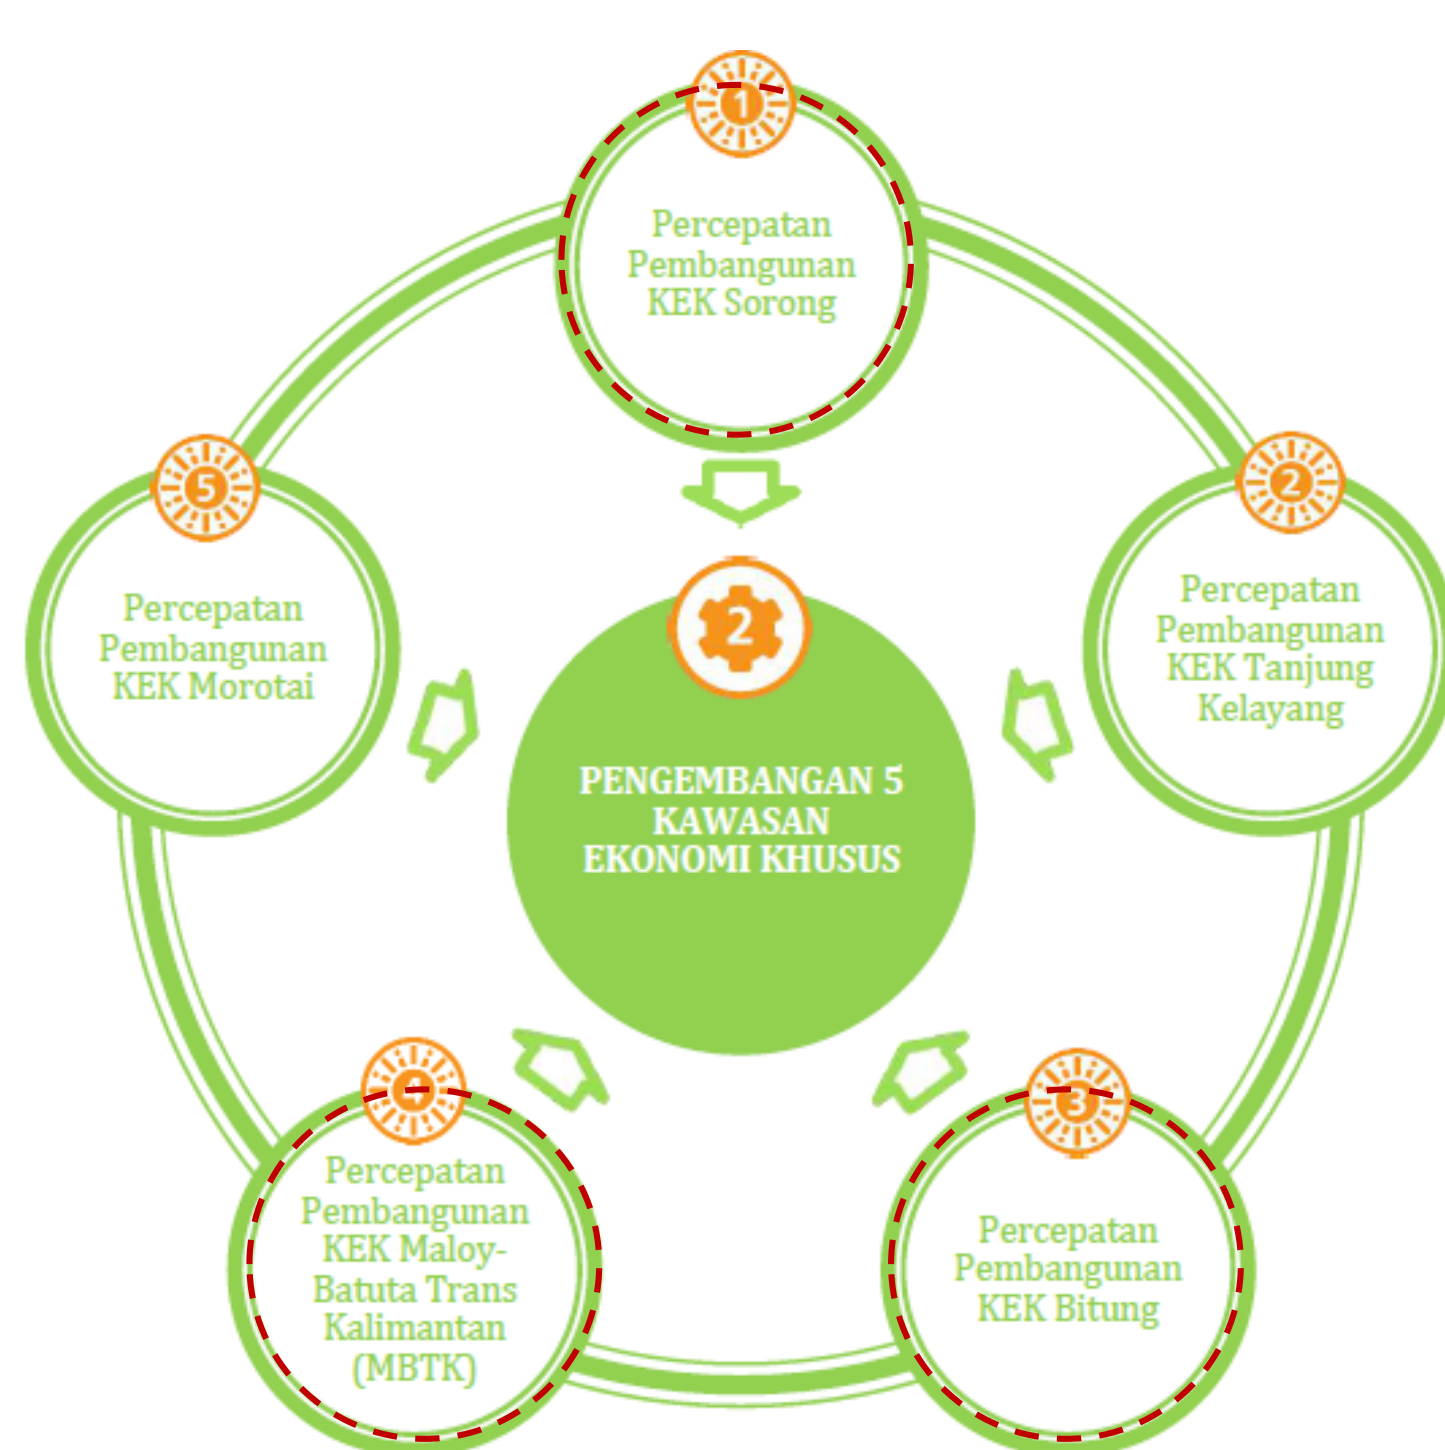 1
Percepatan
Pembangunan
KEK Sorong
2
Percepatan
Pembangunan
KEK Tanjung
Kelayang
3
Percepatan
Pembangunan
KEK Bitung
4
Percepatan
Pembangunan
KEK Maloy-
Batuta Trans
Kalimantan
(MBTK)
5
Percepatan
Pembangunan
KEK Morotai
2
PENGEMBANGAN 5
KAWASAN
EKONOMI KHUSUS